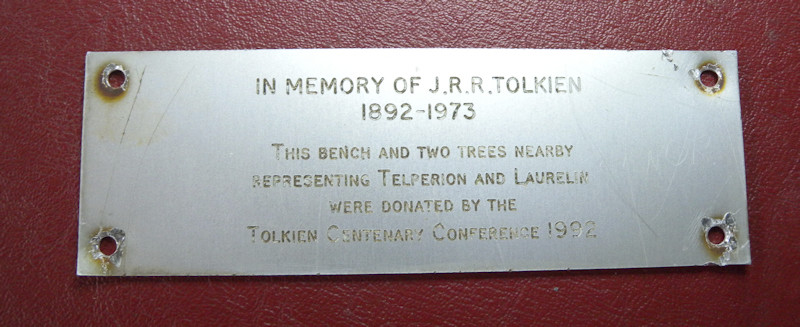 IN MEMORY OF J.R.R.TOLKIEN
1892-1973
THIS BENCH AND TWO TREES NEARBY
REPRESENTING TELPERION AND LAURELIN
WERE DONATED BY THE
TOLKIEN CENTENARY CONFERENCE 1992